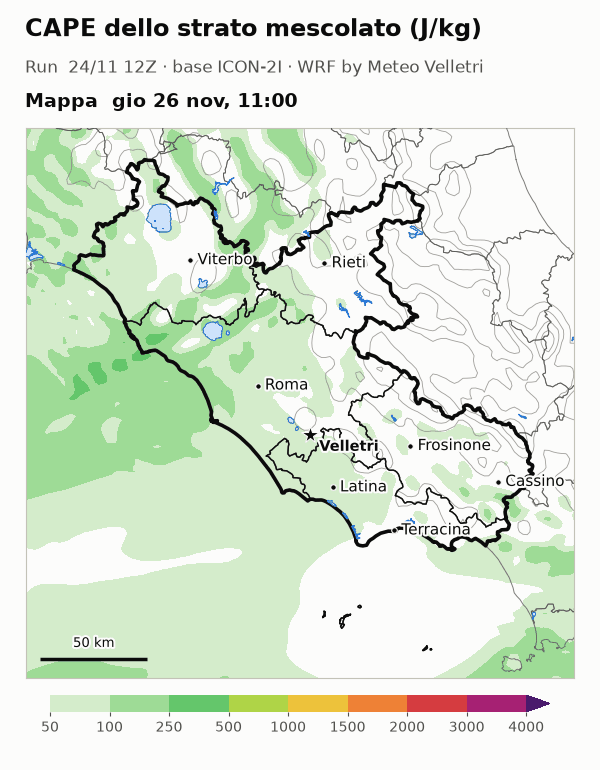 CAPE dello strato mescolato (J/kg)
Run  24/11 12Z · base ICON-2I · WRF by Meteo Velletri
Mappa  gio 26 nov, 11:00
Viterbo
Rieti
Roma
Velletri
Frosinone
Cassino
Latina
Terracina
50 km
50 100 250 500 1000 1500 2000 3000 4000